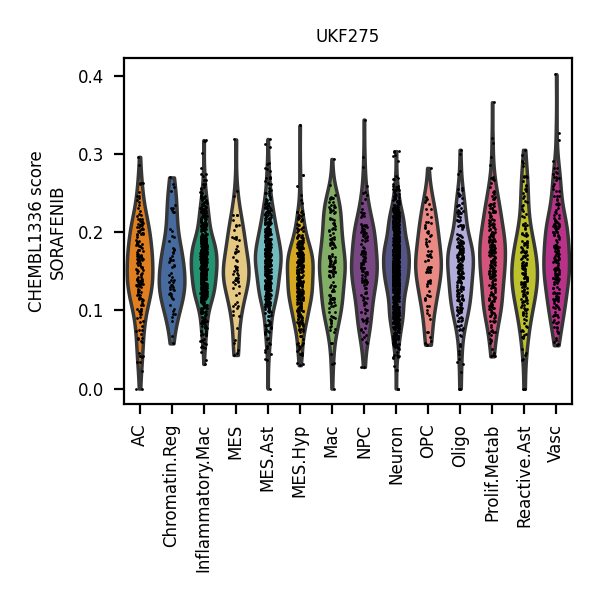 UKF275
CHEMBL1336 score
SORAFENIB
0.4
0.3
0.2
0.1
0.0
AC
Chromatin.Reg
Inflammatory.Mac
MES
MES.Ast
MES.Hyp
Mac
NPC
Neuron
OPC
Oligo
Prolif.Metab
Reactive.Ast
Vasc